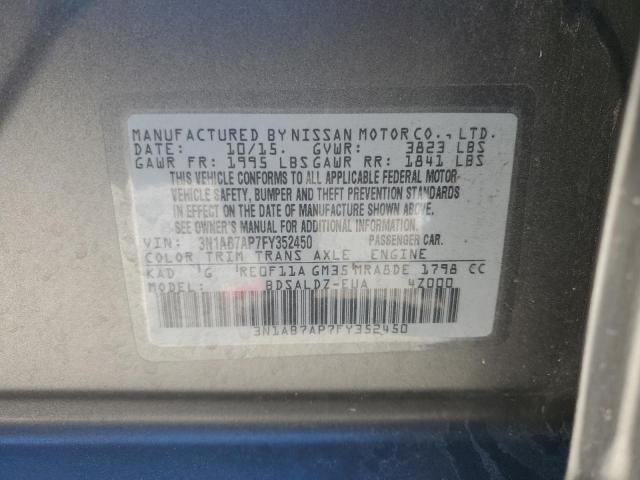 MANUFACTURED BY NISSAN MOTOR CO., LTD.
DATE: 10/15. GVWR: 3823 LBS
GAWR FR: 1995 LBS GAWR RR: 1841 LBS
THIS VEHICLE CONFORMS TO ALL APPLICABLE FEDERAL MOTOR
VEHICLE SAFETY, BUMPER, AND THEFT PREVENTION STANDARDS
IN EFFECT ON THE DATE OF MANUFACTURE SHOWN ABOVE.
SEE OWNER'S MANUAL FOR ADDITIONAL INFORMATION.
VIN: 3N1AB7AP7FY352450 PASSENGER CAR.
COLOR TRIM TRANS AXLE ENGINE
KAD G RE0F11A GM35 MRA8DE 1798 CC
MODEL: BDSALDZ-EUA 4Z000
3N1AB7AP7FY352450